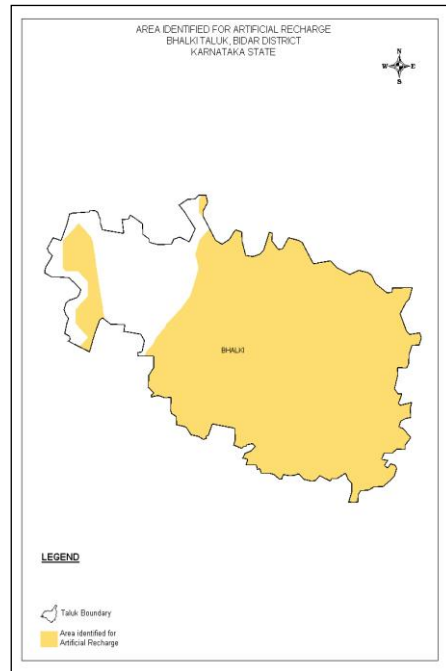 AREA IDENTIFIED FOR ARTIFICIAL RECHARGE
BHALKI TALUK, BIDAR DISTRICT
KARNATAKA STATE
N
W E
S
BHALKI
LEGEND
Taluk Boundary
Area identified for
Artificial Recharge